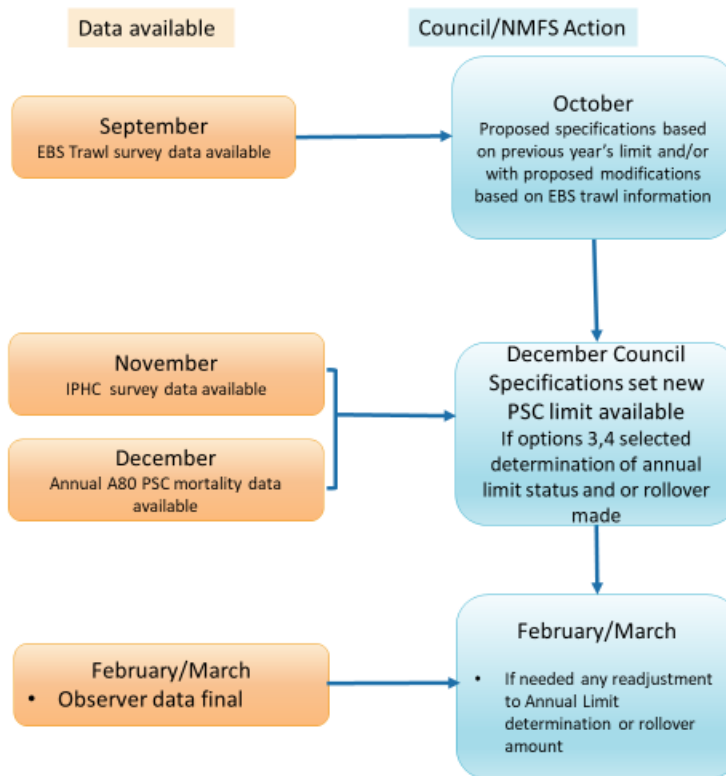 Data available
Council/NMFS Action
September
EBS Trawl survey data available
October
Proposed specifications based
on previous year's limit and/or
with proposed modifications
based on EBS trawl information
November
IPHC survey data available
December
Annual A80 PSC mortality data
available
December Council
Specifications set new
PSC limit available
If options 3,4 selected
determination of annual
limit status and or rollover
made
February/March
• Observer data final
February/March
• If needed any readjustment
to Annual Limit
determination or rollover
amount